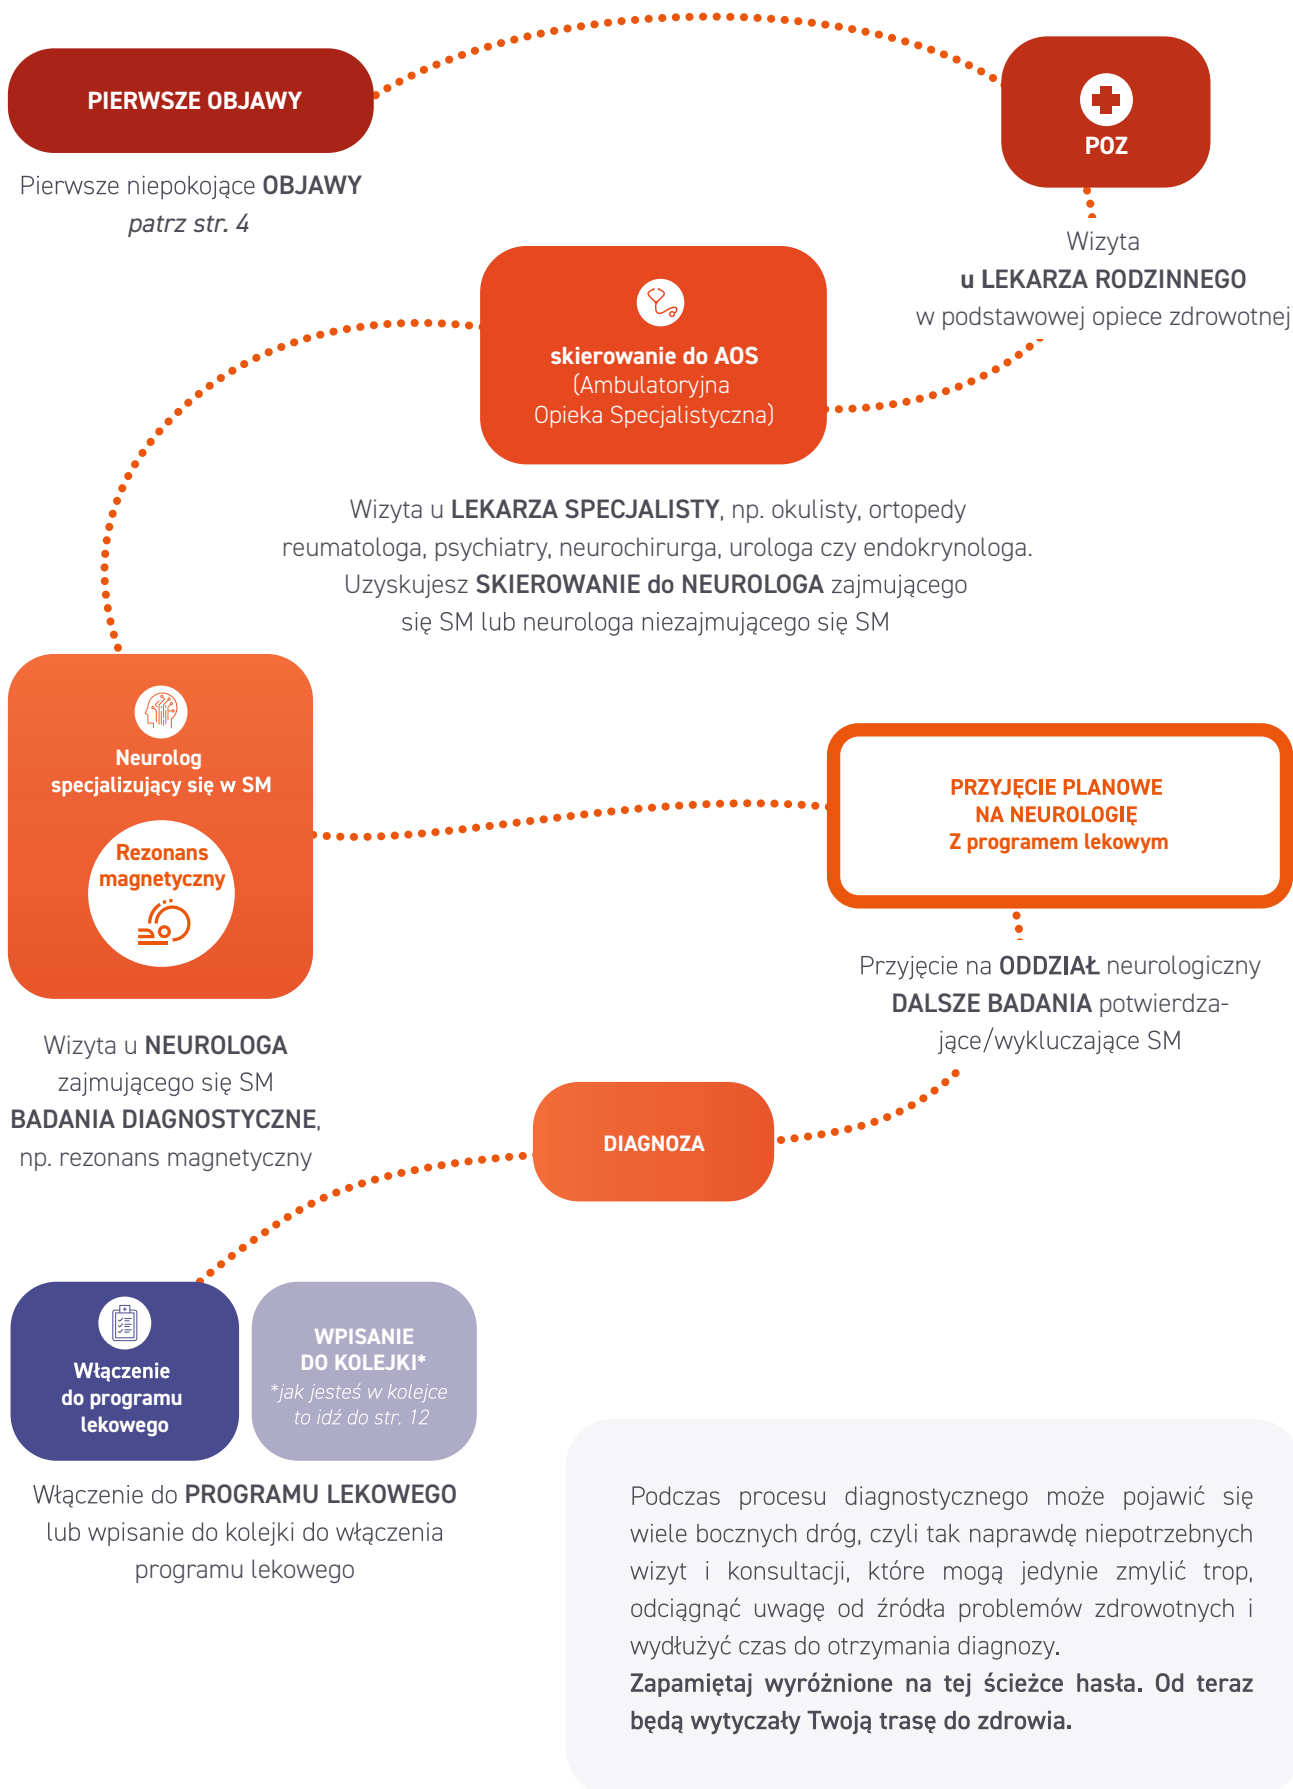 PIERWSZE OBJAWY
Pierwsze niepokojące OBJAWY
patrz str. 4
POZ
Wizyta
u LEKARZA RODZINNEGO
w podstawowej opiece zdrowotnej
skierowanie do AOS
(Ambulatoryjna
Opieka Specjalistyczna)
Wizyta u LEKARZA SPECJALISTY, np. okulisty, ortopedy
reumatologa, psychiatry, neurochirurga, urologa czy endokrynologa.
Uzyskujesz SKIEROWANIE do NEUROLOGA zajmującego
się SM lub neurologa niezajmującego się SM
Neurolog
specjalizujący się w SM
Rezonans
magnetyczny
Wizyta u NEUROLOGA
zajmującego się SM
BADANIA DIAGNOSTYCZNE,
np. rezonans magnetyczny
PRZYJĘCIE PLANOWE
NA NEUROLOGIĘ
Z programem lekowym
Przyjęcie na ODDZIAŁ neurologiczny
DALSZE BADANIA potwierdza-
jące/wykluczające SM
DIAGNOZA
Włączenie
do programu
lekowego
WPISANIE
DO KOLEJKI*
*jak jesteś w kolejce
to idź do str. 12
Włączenie do PROGRAMU LEKOWEGO
lub wpisanie do kolejki do włączenia
programu lekowego
Podczas procesu diagnostycznego może pojawić się
wiele bocznych dróg, czyli tak naprawdę niepotrzebnych
wizyt i konsultacji, które mogą jedynie zmylić trop,
odciągnąć uwagę od źródła problemów zdrowotnych i
wydłużyć czas do otrzymania diagnozy.
Zapamiętaj wyróżnione na tej ścieżce hasła. Od teraz
będą wytyczały Twoją trasę do zdrowia.